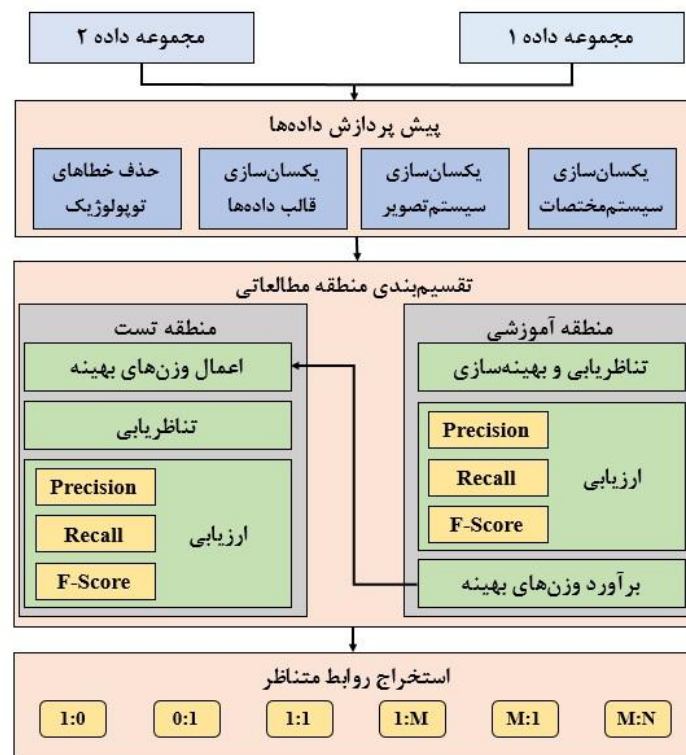 مجموعه داده ۱
مجموعه داده ۲
پیش پردازش داده‌ها
یکسان‌سازی
سیستم‌مختصات
یکسان‌سازی
سیستم‌تصویر
یکسان‌سازی
قالب داده‌ها
حذف خطاهای
توپولوژیک
تقسیم‌بندی منطقه مطالعاتی
منطقه آموزشی
تناظریابی و بهینه‌سازی
ارزیابی
Precision
Recall
F-Score
برآورد وزن‌های بهینه
منطقه تست
اعمال وزن‌های بهینه
تناظریابی
ارزیابی
Precision
Recall
F-Score
استخراج روابط متناظر
1:0
0:1
1:1
1:M
M:1
M:N